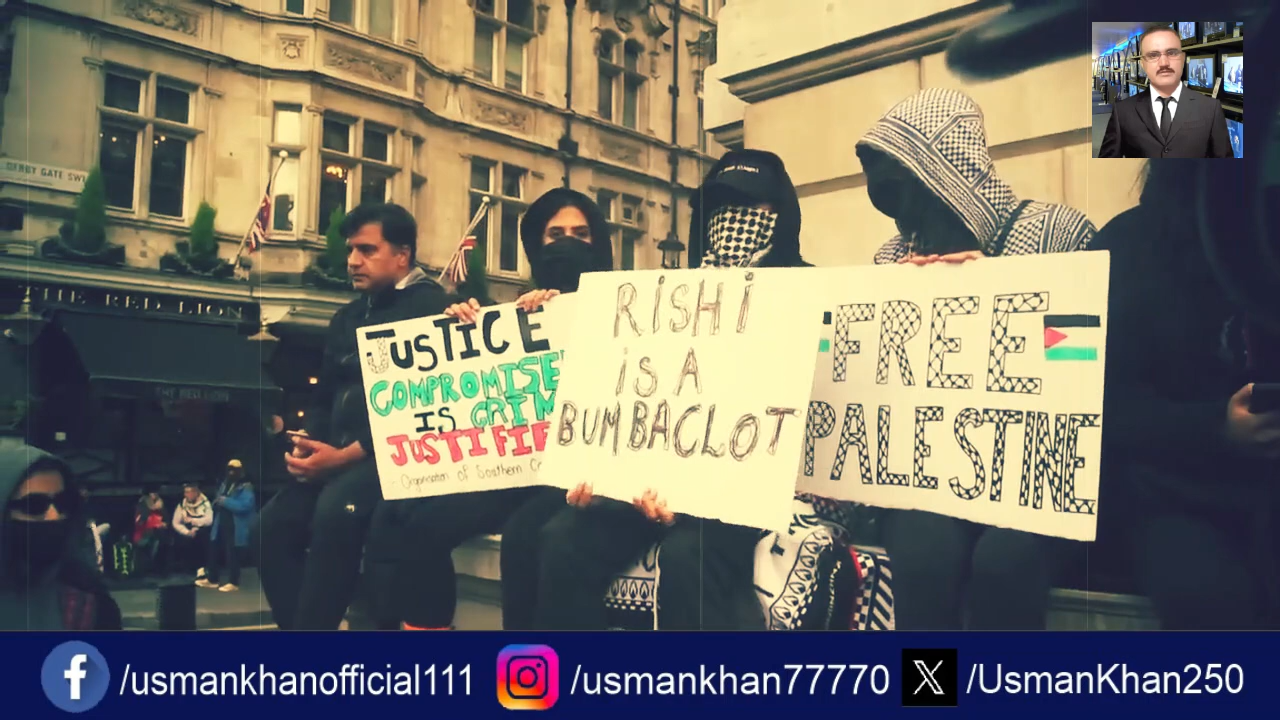 DERBY GATE SW1
THE RED LION
THE RED LION
JUSTICE
COMPROMISE
IS CRIM
JUSTIFIE
- Organisation of Southern Cr
RiSHi
iS A
BUMBACLOT
FREE
PALESTINE
/usmankhanofficial111
/usmankhan77770
/UsmanKhan250